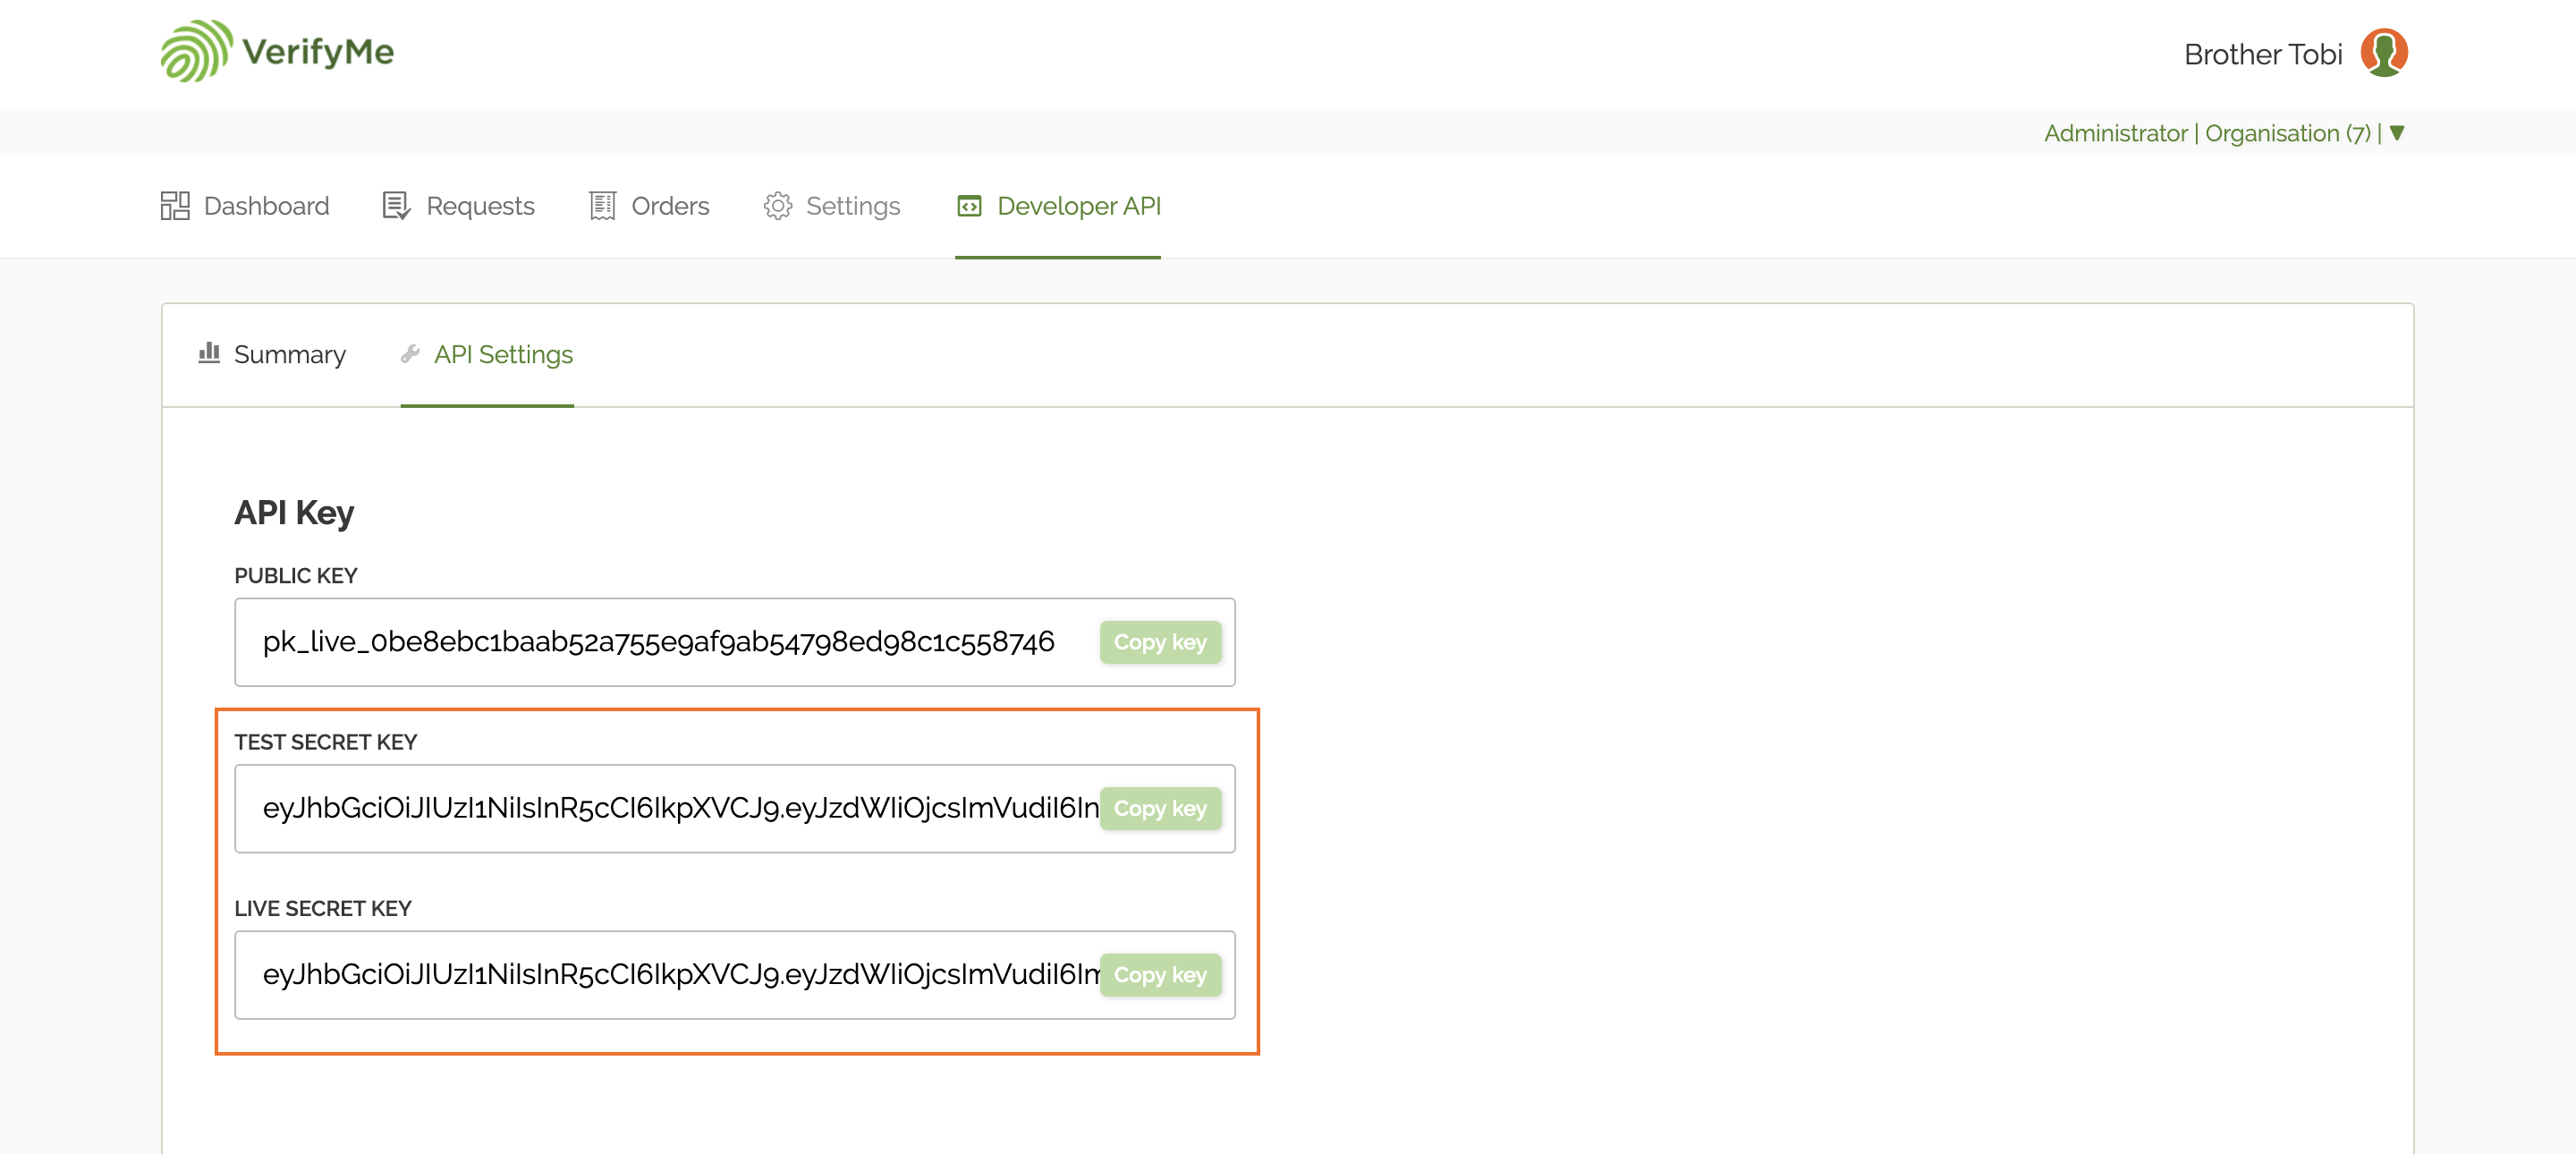 VerifyMe
Brother Tobi
Administrator | Organisation (7) | ▼
Dashboard Requests Orders Settings Developer API
Summary API Settings
API Key
PUBLIC KEY
pk_live_0be8ebc1baab52a755e9af9ab54798ed98c1c558746 Copy key
TEST SECRET KEY
eyJhbGciOiJIUzI1NiIsInR5cCI6IkpXVCJ9.eyJzdWIiOjcsImVudiI6In Copy key
LIVE SECRET KEY
eyJhbGciOiJIUzI1NiIsInR5cCI6IkpXVCJ9.eyJzdWIiOjcsImVudiI6Im Copy key